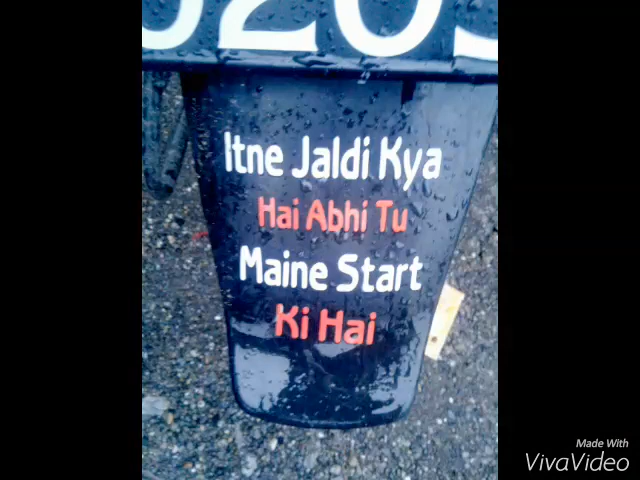 Itne Jaldi Kya
Hai Abhi Tu
Maine Start
Ki Hai
Made With
VivaVideo